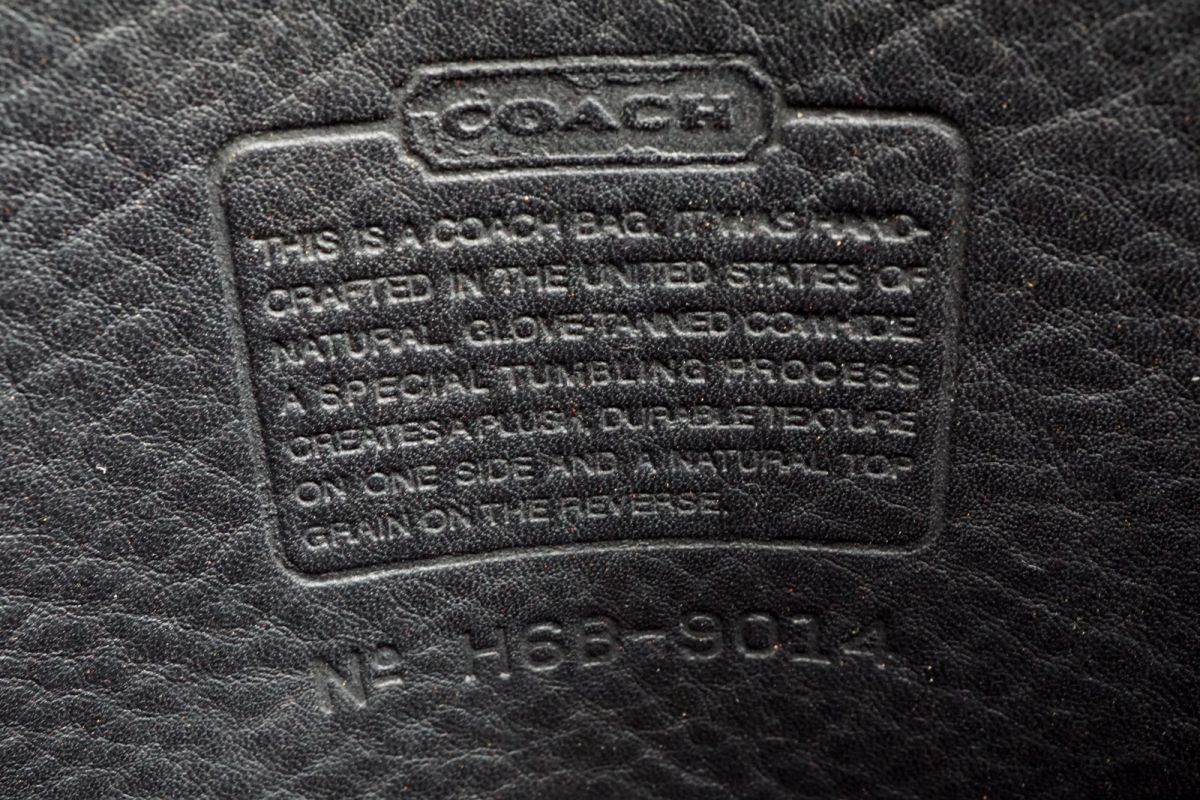 COACH
THIS IS A COACH BAG. IT WAS HAND-
CRAFTED IN THE UNITED STATES OF
NATURAL, GLOVE-TANNED COWHIDE.
A SPECIAL TUMBLING PROCESS
CREATES A PLUSH, DURABLE TEXTURE
ON ONE SIDE AND A NATURAL TOP
GRAIN ON THE REVERSE.
Nº H6B-9014